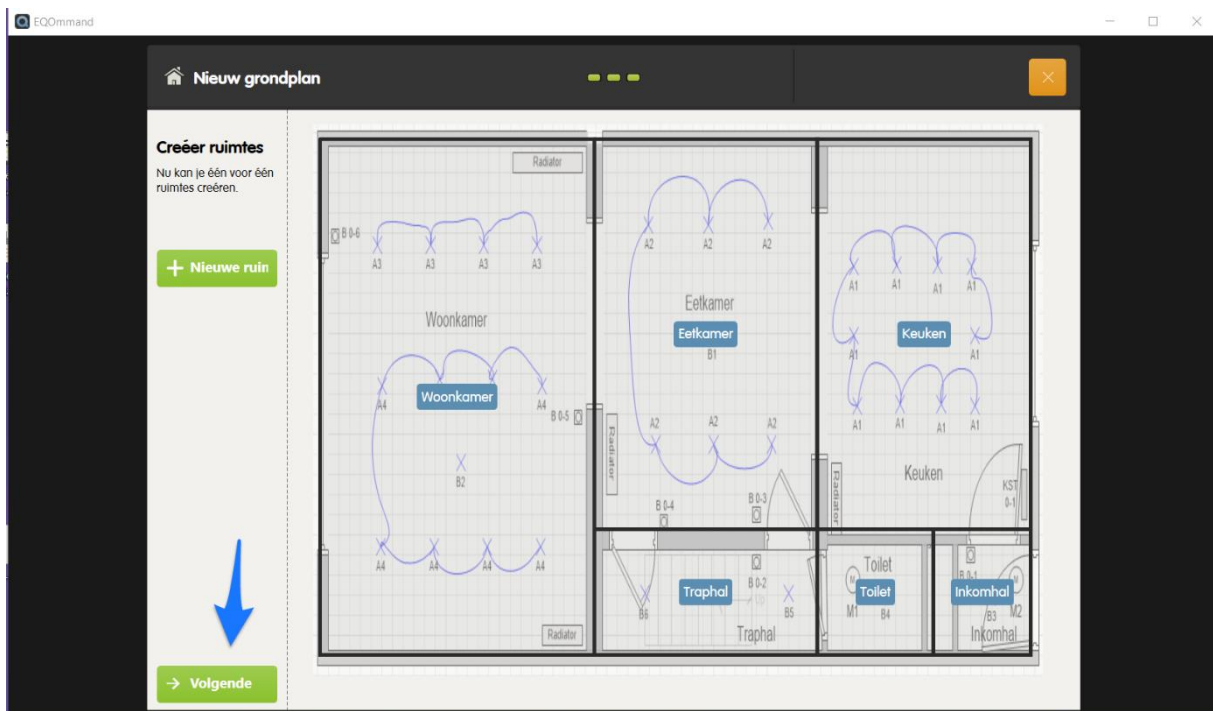 EQOmmand
Nieuw grondplan
Creéer ruimtes
Nu kan je één voor één
ruimtes creëren.
Nieuwe ruin
Volgende
Radiator
B 0-6
A3 A3 A3 A3
Woonkamer
Woonkamer
A4 A4
B 0-5
B2
A4 A4 A4 A4
Radiator
A2 A2 A2
Eetkamer
Eetkamer
B1
A2 A2 A2
Radiator
B 0-4
B 0-3
A1 A1 A1 A1
Keuken
A1 A1
A1 A1 A1 A1
Keuken
Radiator
KST
0-1
B 0-2
Traphal
B6
Up
B5
Traphal
Toilet
M
Toilet
M1 B4
B 0-1
M
Inkomhal
B3 M2
Inkomhal